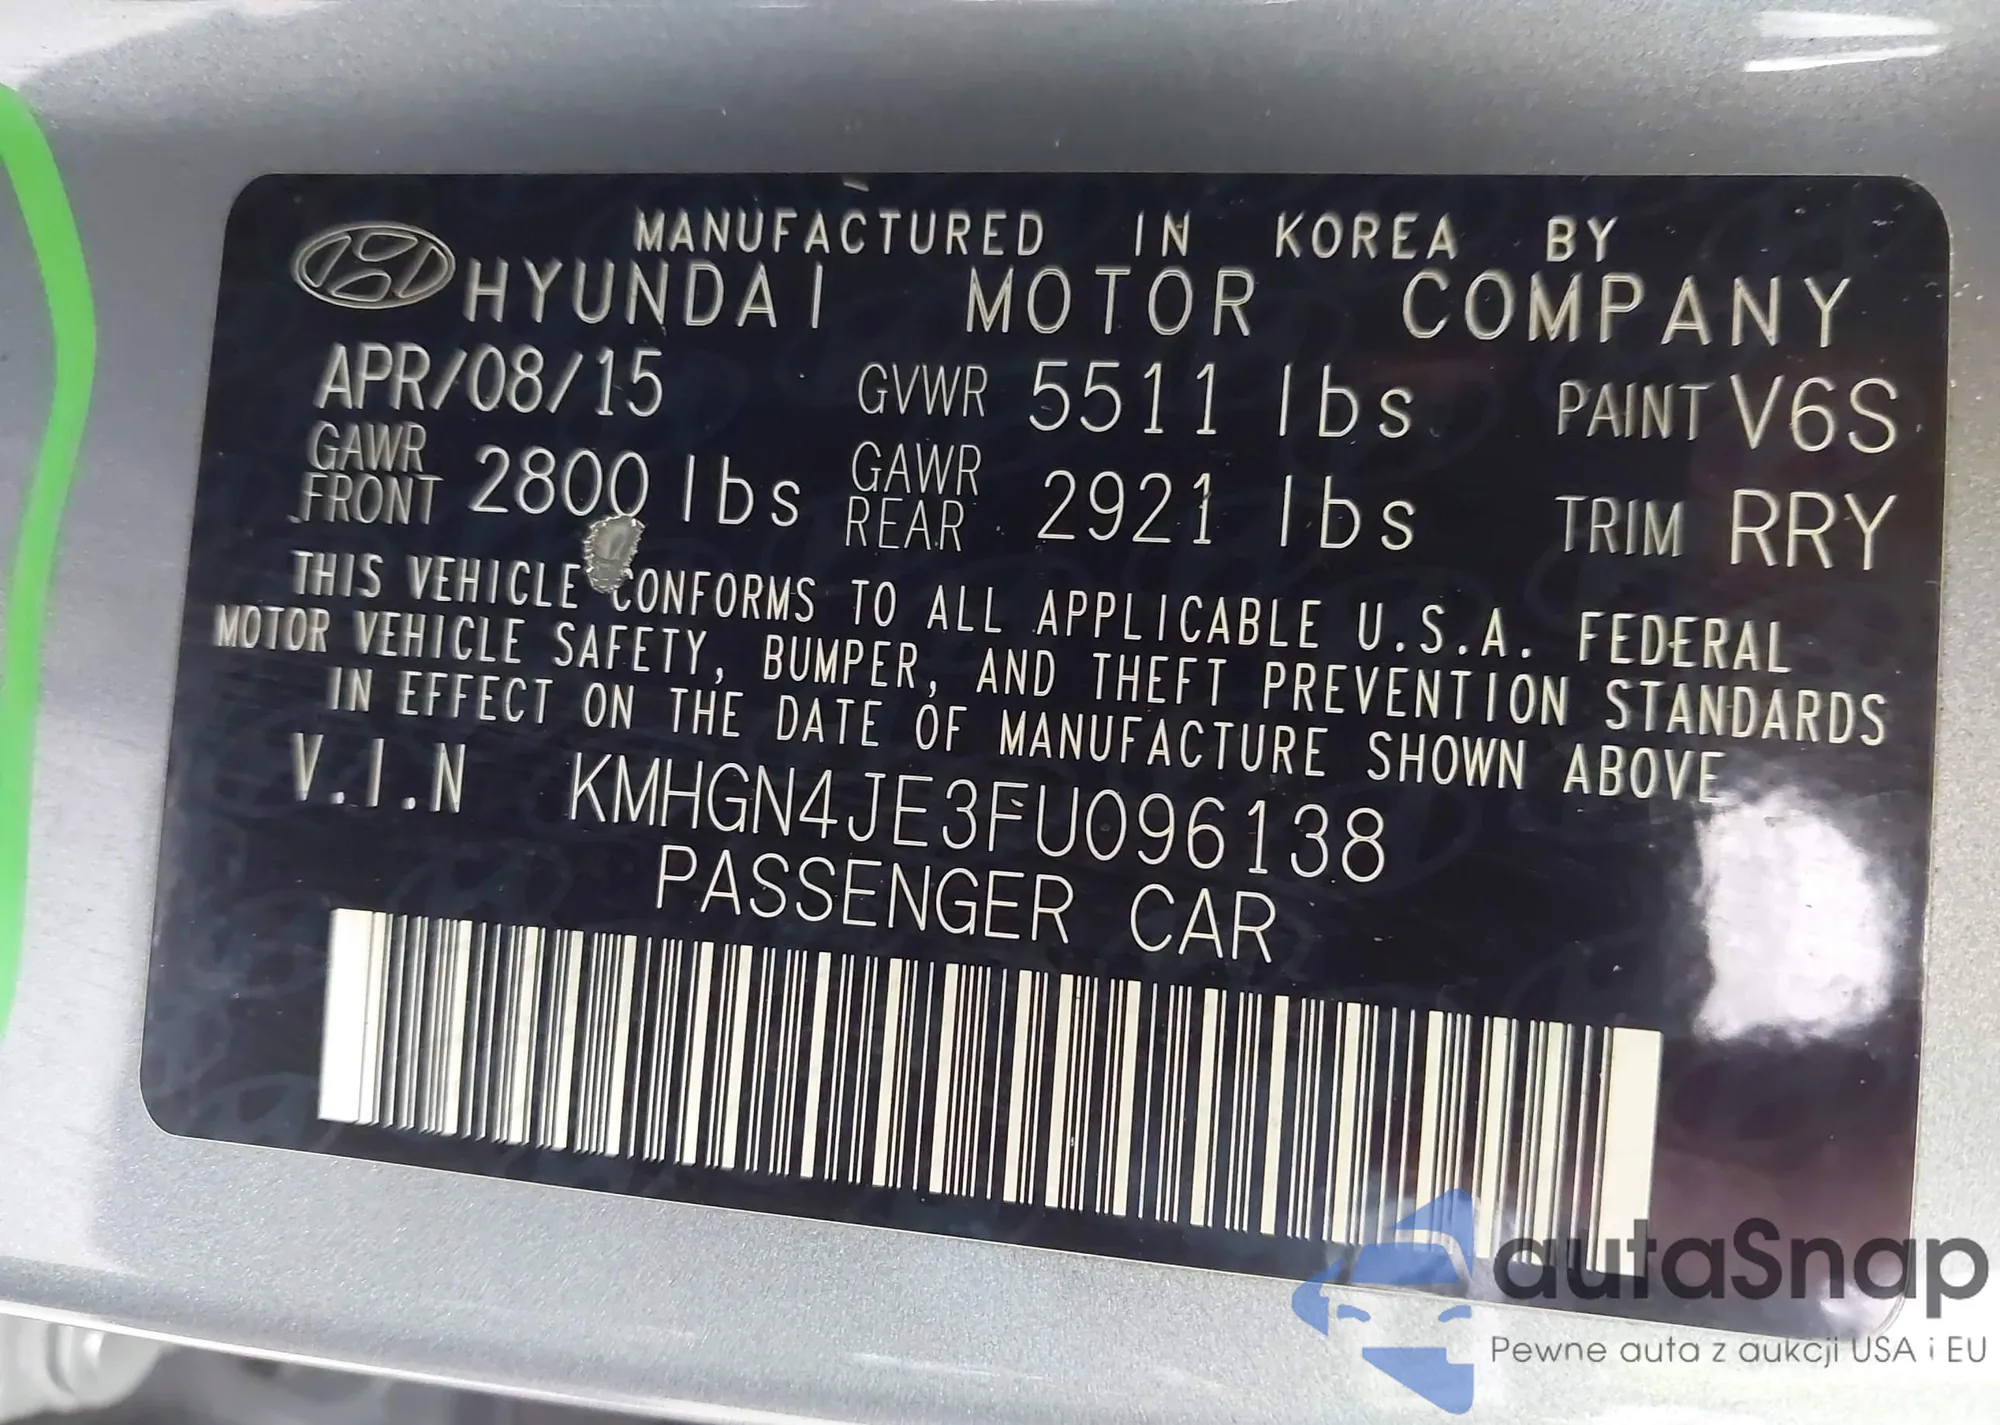 MANUFACTURED IN KOREA BY
HYUNDAI MOTOR COMPANY
APR/08/15 GVWR 5511 lbs PAINT V6S
GAWR FRONT 2800 lbs GAWR REAR 2921 lbs TRIM RRY
THIS VEHICLE CONFORMS TO ALL APPLICABLE U.S.A. FEDERAL
MOTOR VEHICLE SAFETY, BUMPER, AND THEFT PREVENTION STANDARDS
IN EFFECT ON THE DATE OF MANUFACTURE SHOWN ABOVE
V.I.N KMHGN4JE3FU096138
PASSENGER CAR
autaSnap
Pewne auta z aukcji USA i EU